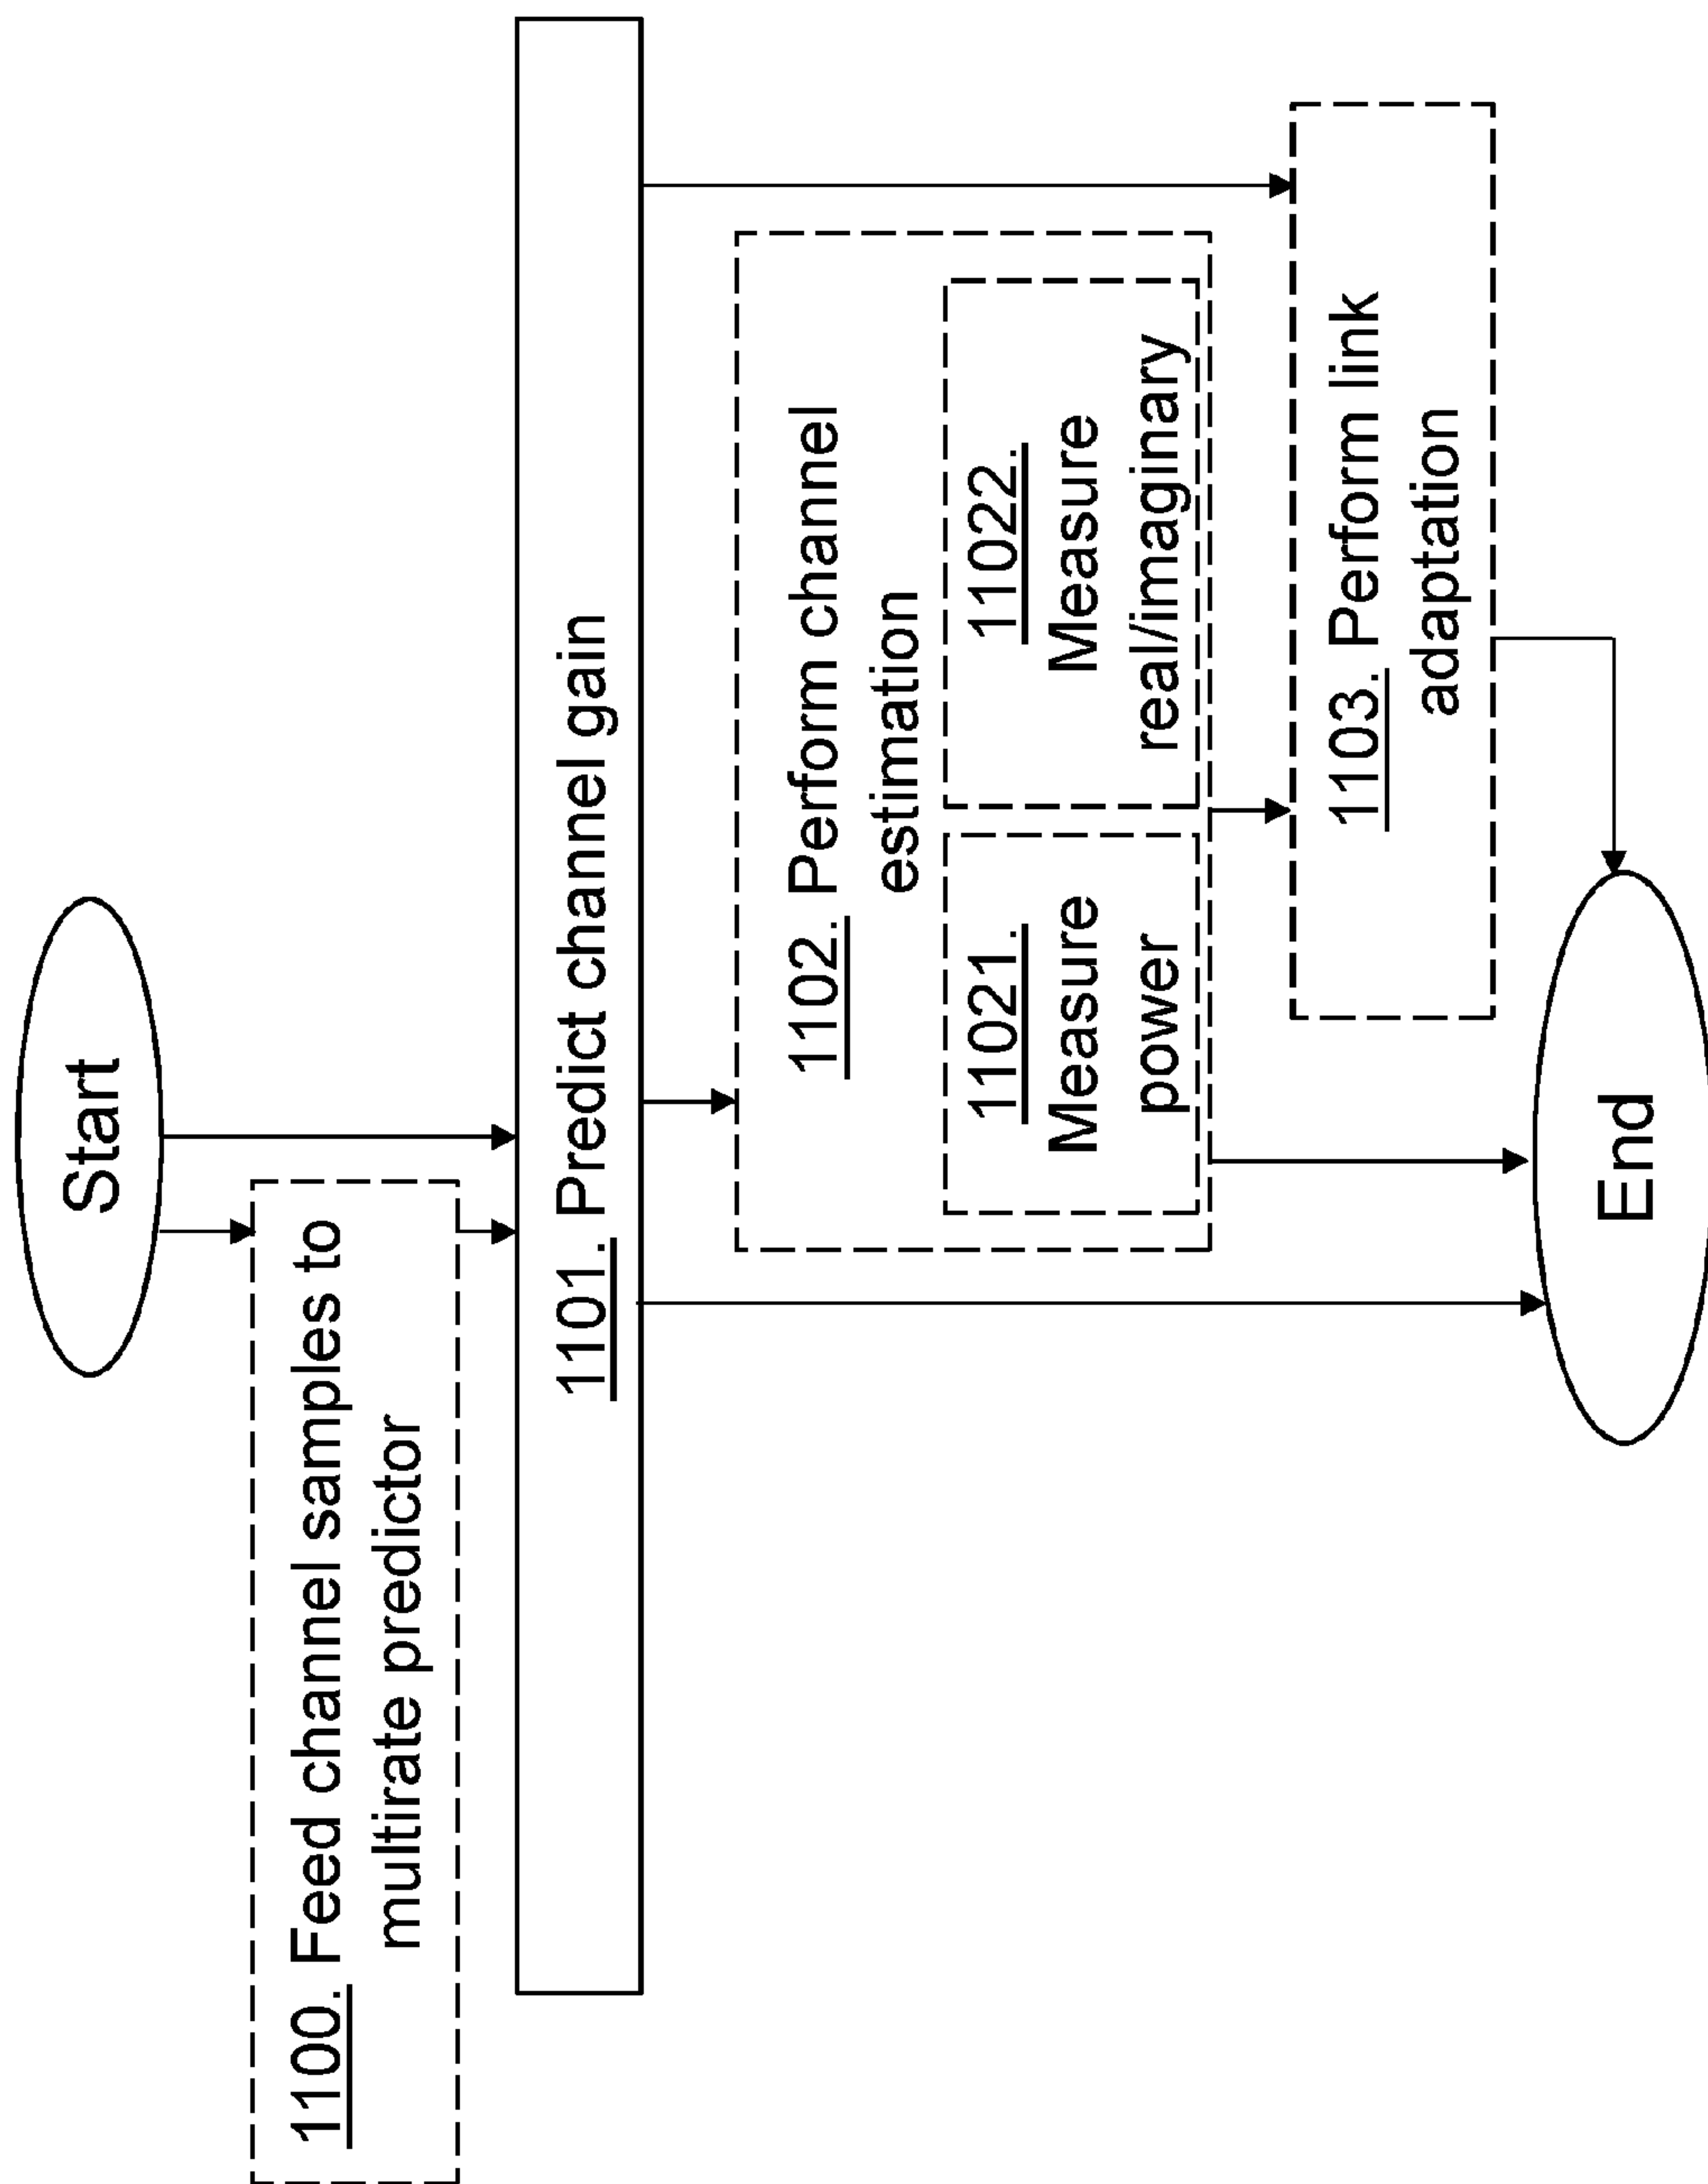 Start
1100. Feed channel samples to
multirate predictor
1101. Predict channel gain
1102. Perform channel
estimation
11021.
Measure
power
11022.
Measure
real/imaginary
1103. Perform link
adaptation
End